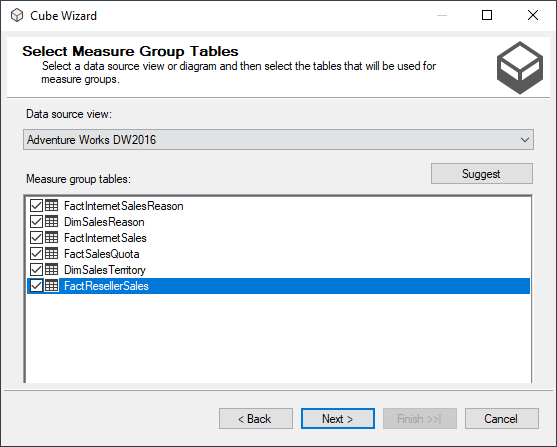 Cube Wizard
Select Measure Group Tables
Select a data source view or diagram and then select the tables that will be used for
measure groups.
Data source view:
Adventure Works DW2016
Suggest
Measure group tables:
FactInternetSalesReason
DimSalesReason
FactInternetSales
FactSalesQuota
DimSalesTerritory
FactResellerSales
< Back
Next >
Finish >>|
Cancel